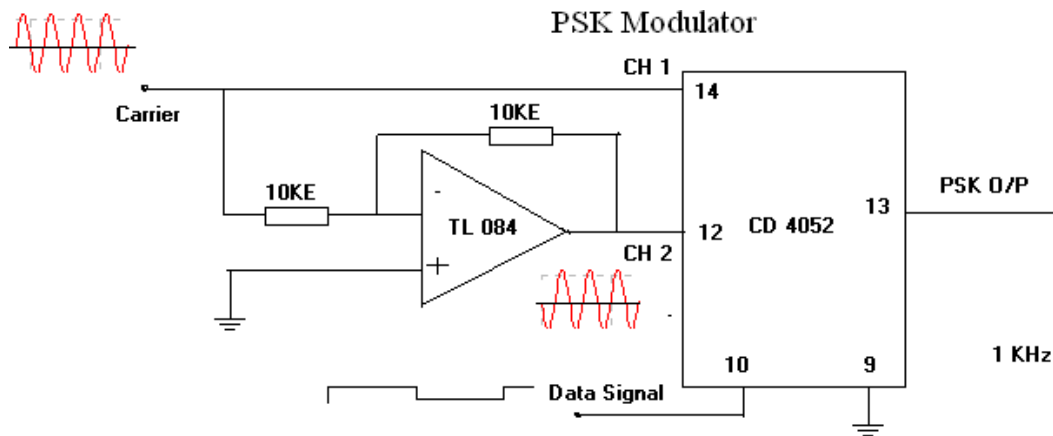 PSK Modulator
CH 1
14
Carrier
10KE
10KE
-
TL 084
+
12
CH 2
CD 4052
13
PSK O/P
1 KHz
10
9
Data Signal